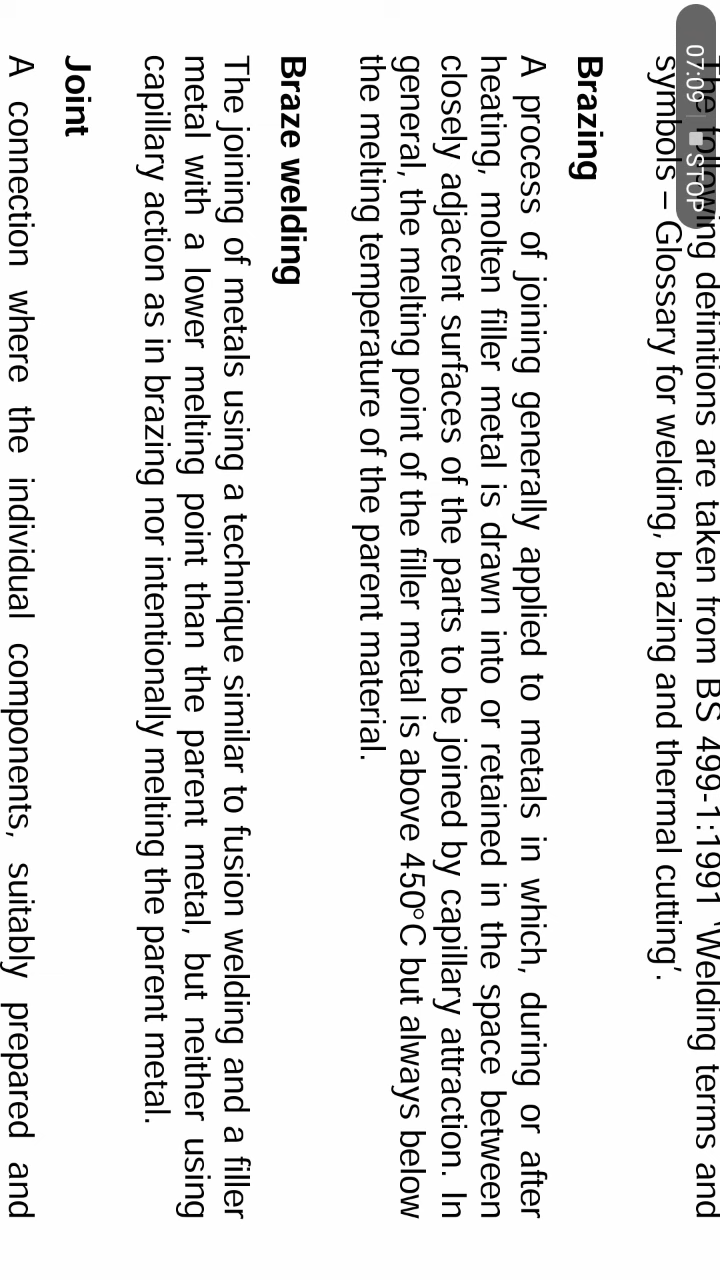 The following definitions are taken from BS 499-1:1991 'Welding terms and
symbols – Glossary for welding, brazing and thermal cutting'.
07:09 STOP
Brazing
A process of joining generally applied to metals in which, during or after
heating, molten filler metal is drawn into or retained in the space between
closely adjacent surfaces of the parts to be joined by capillary attraction. In
general, the melting point of the filler metal is above 450°C but always below
the melting temperature of the parent material.
Braze welding
The joining of metals using a technique similar to fusion welding and a filler
metal with a lower melting point than the parent metal, but neither using
capillary action as in brazing nor intentionally melting the parent metal.
Joint
A connection where the individual components, suitably prepared and